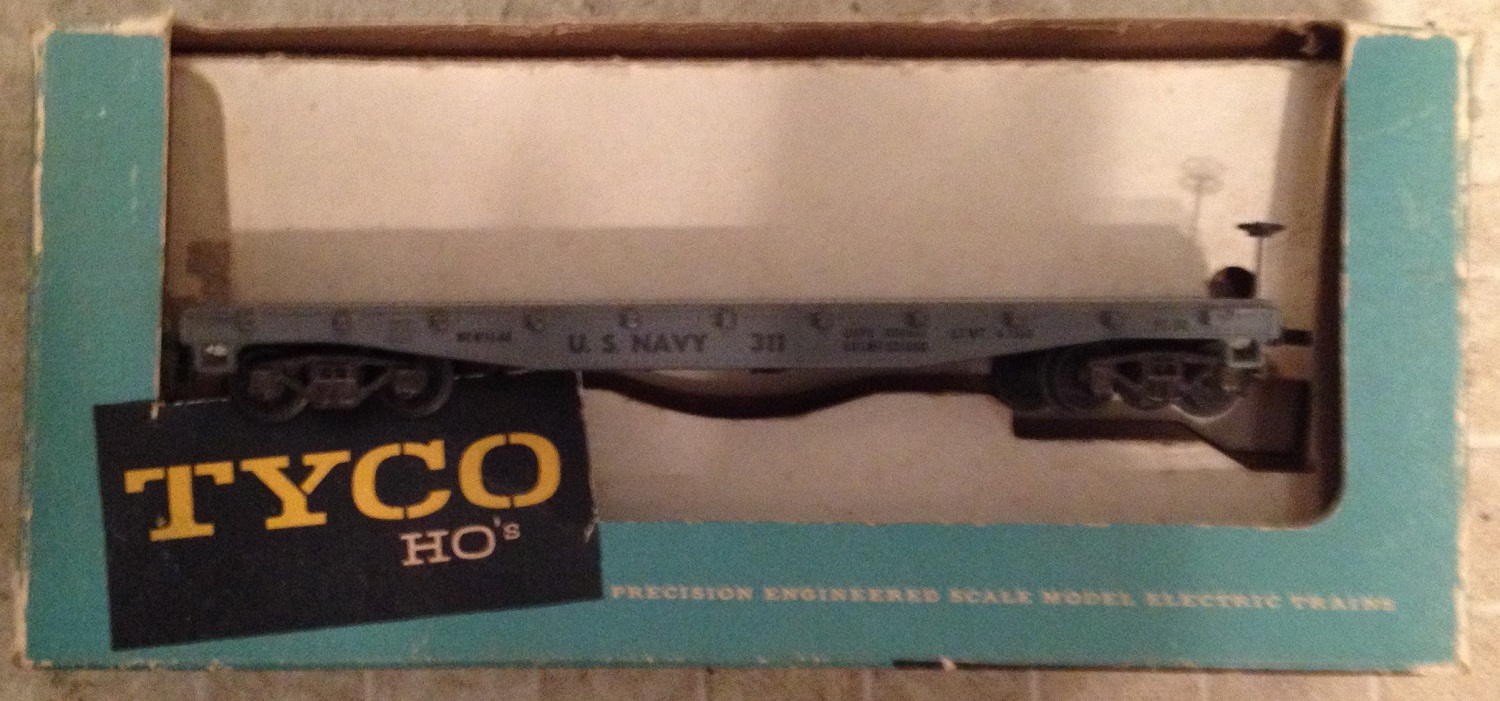 U. S. NAVY 311
TYCO
HO's
PRECISION ENGINEERED SCALE MODEL ELECTRIC TRAINS